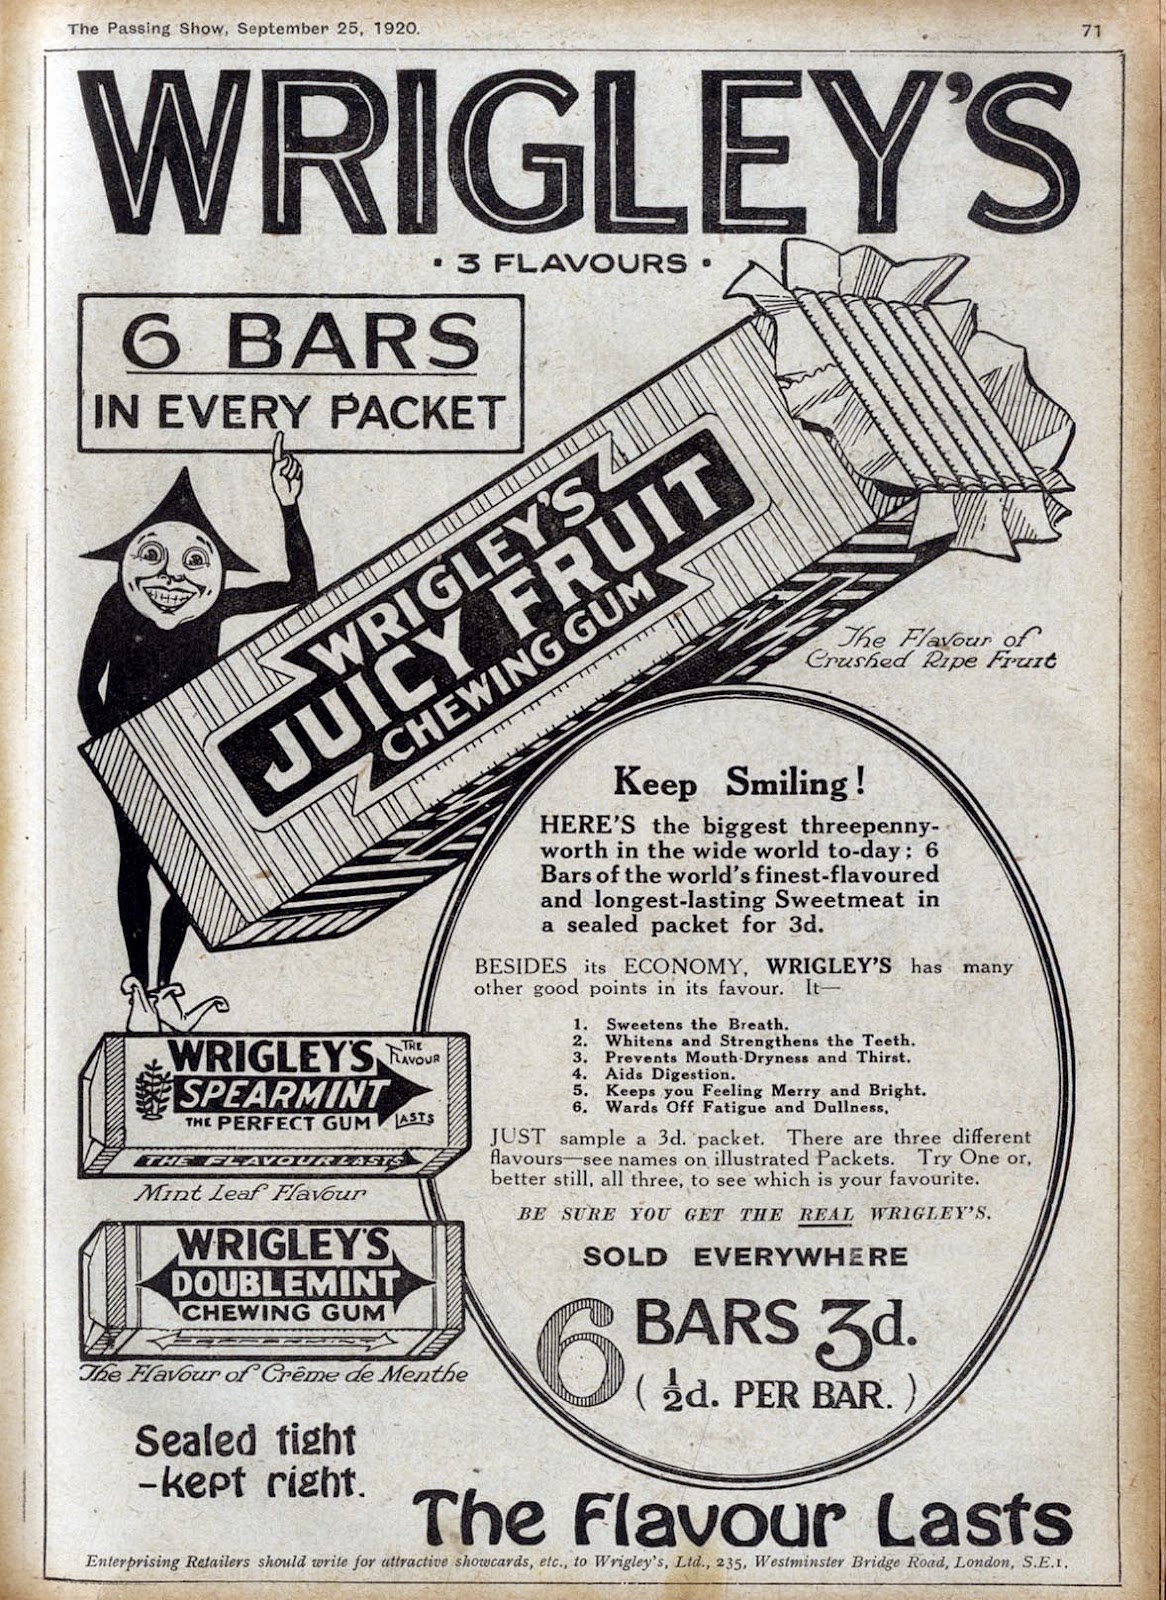 The Passing Show, September 25, 1920.
71
WRIGLEY'S
· 3 FLAVOURS ·
6 BARS
IN EVERY PACKET
WRIGLEY'S
JUICY FRUIT
CHEWING GUM
The Flavour of
Crushed Ripe Fruit
Keep Smiling!
HERE'S the biggest threepenny-
worth in the wide world to-day: 6
Bars of the world's finest-flavoured
and longest-lasting Sweetmeat in
a sealed packet for 3d.
BESIDES its ECONOMY, WRIGLEY'S has many
other good points in its favour. It—
1. Sweetens the Breath.
2. Whitens and Strengthens the Teeth.
3. Prevents Mouth-Dryness and Thirst.
4. Aids Digestion.
5. Keeps you Feeling Merry and Bright.
6. Wards Off Fatigue and Dullness.
JUST sample a 3d. packet. There are three different
flavours—see names on illustrated Packets. Try One or,
better still, all three, to see which is your favourite.
BE SURE YOU GET THE REAL WRIGLEY'S.
SOLD EVERYWHERE
6 BARS 3d.
(½d. PER BAR.)
WRIGLEY'S
SPEARMINT
THE PERFECT GUM
THE
FLAVOUR
LASTS
THE FLAVOUR LASTS
Mint Leaf Flavour
WRIGLEY'S
DOUBLEMINT
CHEWING GUM
PEPPERMINT
The Flavour of Crême de Menthe
Sealed tight
-kept right.
The Flavour Lasts
Enterprising Retailers should write for attractive showcards, etc., to Wrigley's, Ltd., 235, Westminster Bridge Road, London, S.E.1.